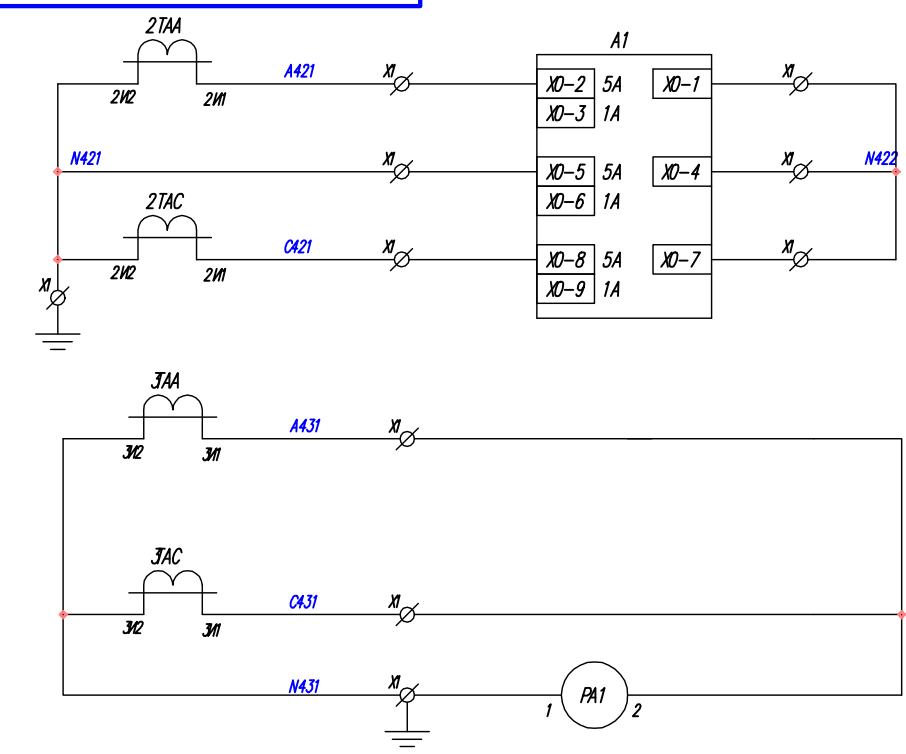 2TAA
A1
A421
X1
X1
2И2
2И1
X0-2
5A
X0-1
X0-3
1A
N421
X1
X1
N422
X0-5
5A
X0-4
X0-6
1A
2TAC
C421
X1
X1
2И2
2И1
X0-8
5A
X0-7
X0-9
1A
X1
3TAA
A431
X1
3И2
3И1
3TAC
C431
X1
3И2
3И1
N431
X1
PA1
1
2